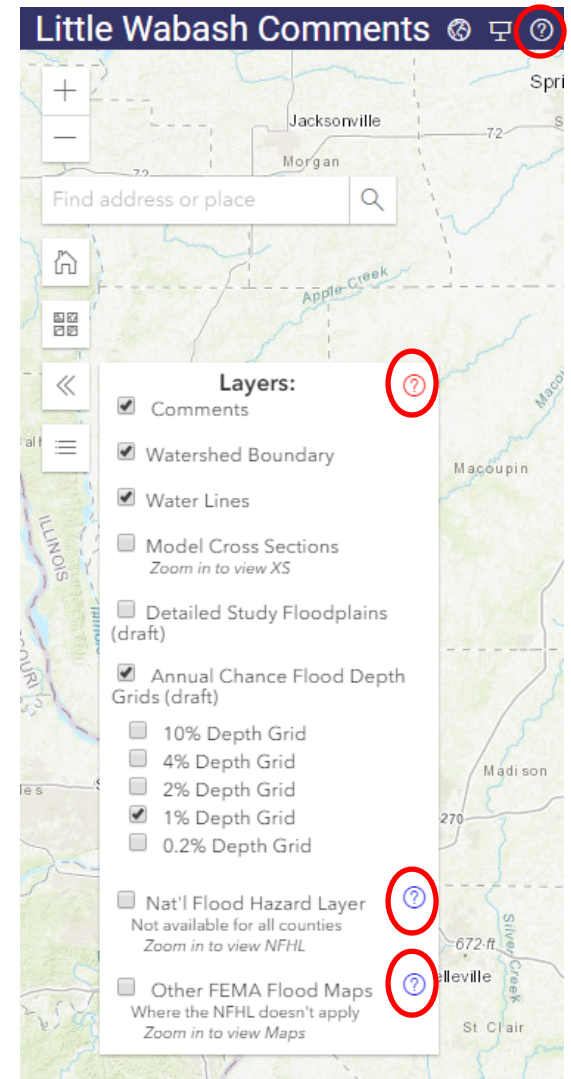 Little Wabash Comments
Spri
Jacksonville
72
S
Morgan
72
Find address or place
Apple Creek
Layers:
Comments
Watershed Boundary
Macoupin
Water Lines
ILLINOIS
Model Cross Sections
Zoom in to view XS
Detailed Study Floodplains
(draft)
Annual Chance Flood Depth
Grids (draft)
10% Depth Grid
4% Depth Grid
Madison
2% Depth Grid
les
1% Depth Grid
270
0.2% Depth Grid
Nat'l Flood Hazard Layer
Not available for all counties
Zoom in to view NFHL
Silver Creek
672 ft
elleville
Other FEMA Flood Maps
Where the NFHL doesn't apply
Zoom in to view Maps
St Clair